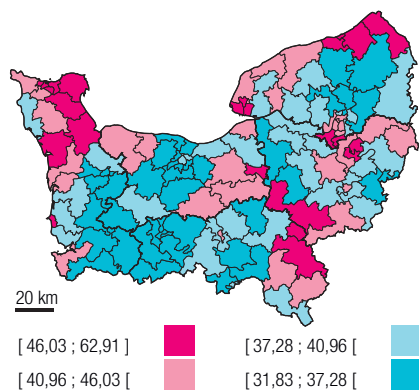 20 km
[ 46,03 ; 62,91 ]
[ 37,28 ; 40,96 [
[ 40,96 ; 46,03 [
[ 31,83 ; 37,28 [